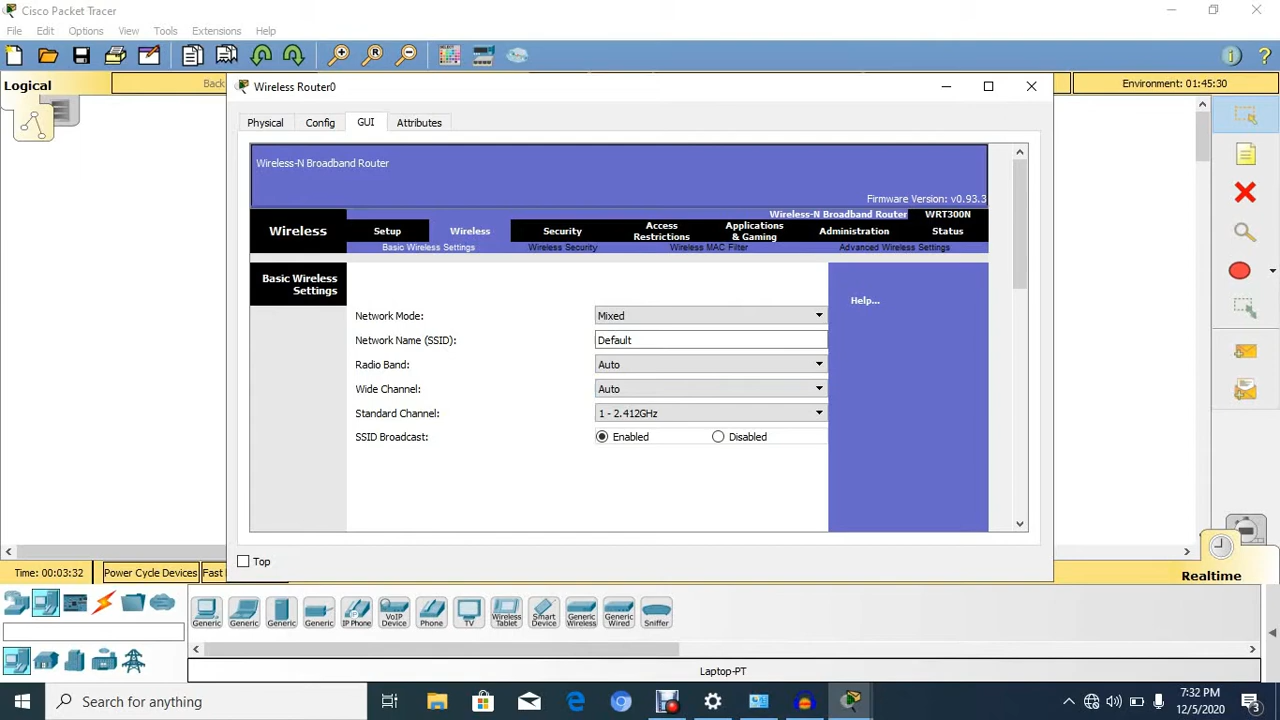 Cisco Packet Tracer
File Edit Options View Tools Extensions Help
Logical
Back
Environment: 01:45:30
Wireless Router0
Physical Config GUI Attributes
Wireless-N Broadband Router
Firmware Version: v0.93.3
Wireless-N Broadband Router WRT300N
Wireless
Setup Wireless Security Access Restrictions Applications & Gaming Administration Status
Basic Wireless Settings Wireless Security Wireless MAC Filter Advanced Wireless Settings
Basic Wireless
Settings
Help...
Network Mode: Mixed
Network Name (SSID): Default
Radio Band: Auto
Wide Channel: Auto
Standard Channel: 1 - 2.412GHz
SSID Broadcast: Enabled Disabled
Top
Time: 00:03:32 Power Cycle Devices Fast
Realtime
Generic Generic Generic Generic IP Phone VoIP Device Phone TV Wireless Tablet Smart Device Generic Wireless Generic Wired Sniffer
Laptop-PT
Search for anything
7:32 PM
12/5/2020
3